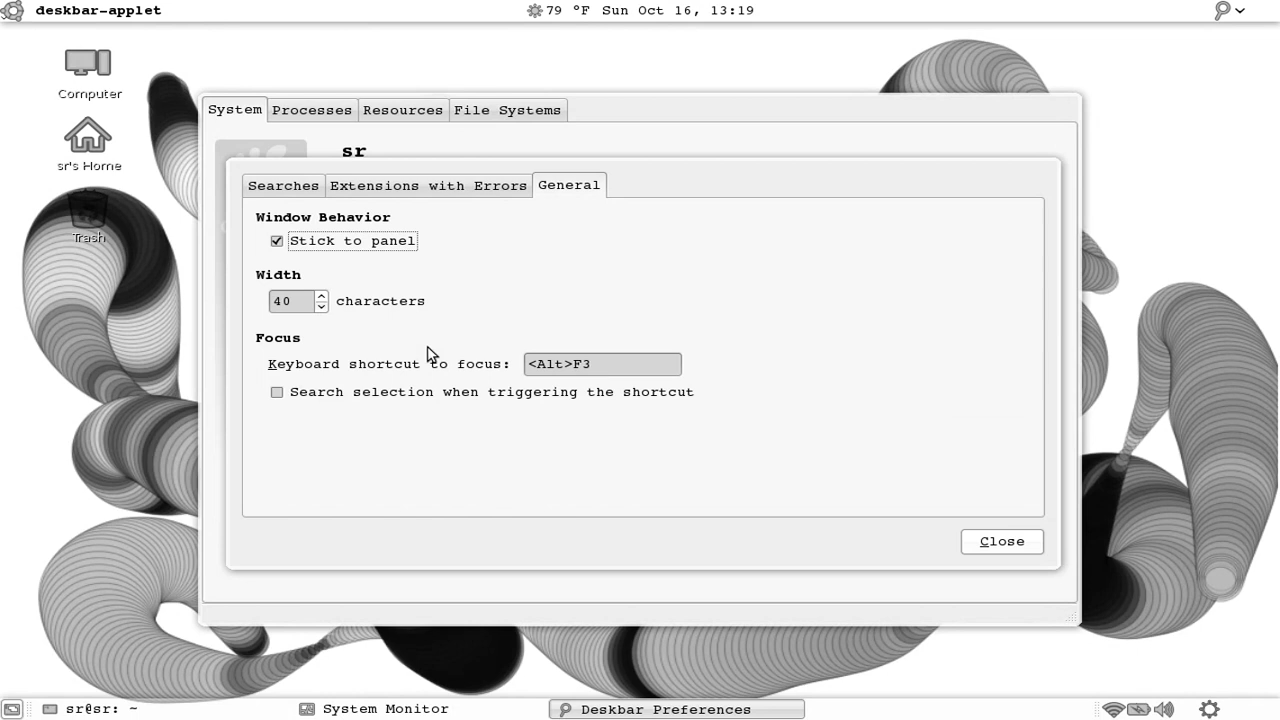 deskbar-applet
79 °F Sun Oct 16, 13:19
Computer
sr's Home
Trash
System Processes Resources File Systems
sr
Searches Extensions with Errors General
Window Behavior
Stick to panel
Width
40 characters
Focus
Keyboard shortcut to focus: <Alt>F3
Search selection when triggering the shortcut
Close
sr@sr: ~ System Monitor Deskbar Preferences